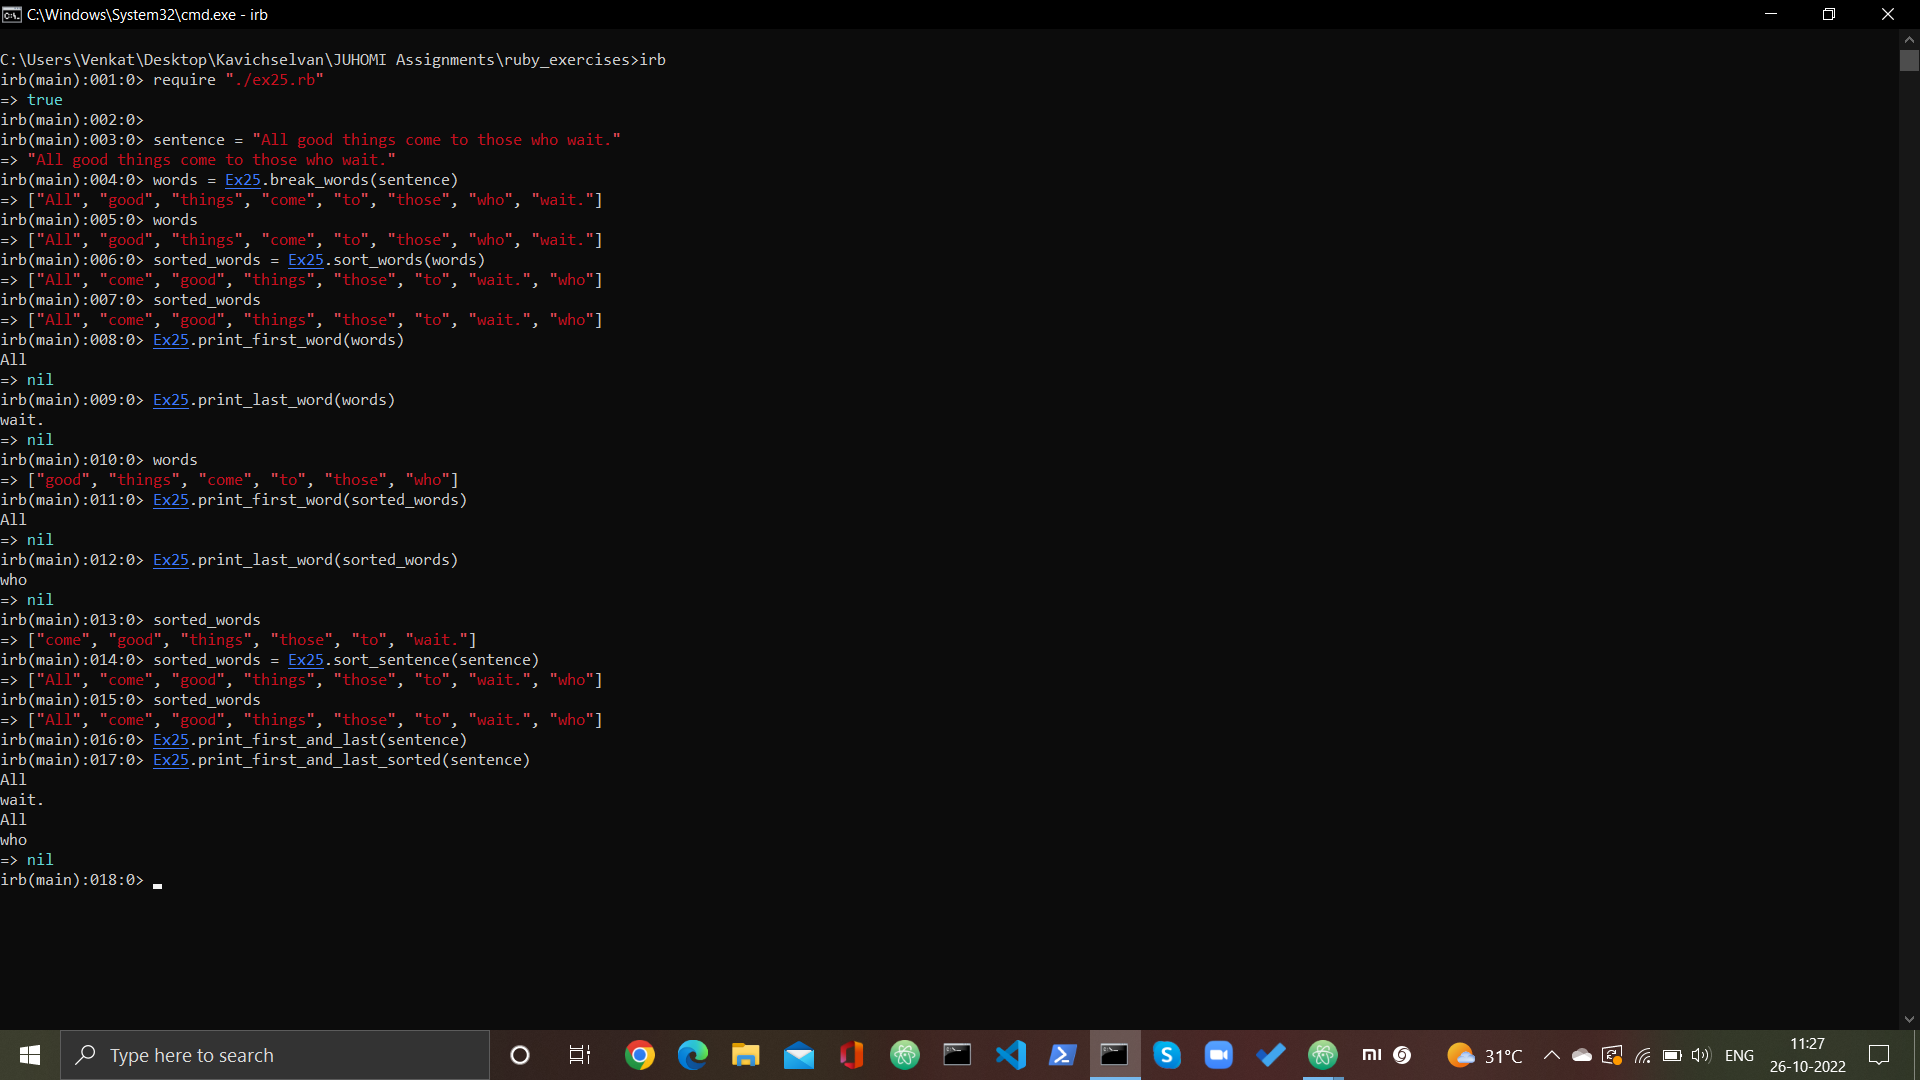 C:\Windows\System32\cmd.exe - irb
C:\Users\Venkat\Desktop\Kavichselvan\JUHOMI Assignments\ruby_exercises>irb
irb(main):001:0> require "./ex25.rb"
=> true
irb(main):002:0>
irb(main):003:0> sentence = "All good things come to those who wait."
=> "All good things come to those who wait."
irb(main):004:0> words = Ex25.break_words(sentence)
=> ["All", "good", "things", "come", "to", "those", "who", "wait."]
irb(main):005:0> words
=> ["All", "good", "things", "come", "to", "those", "who", "wait."]
irb(main):006:0> sorted_words = Ex25.sort_words(words)
=> ["All", "come", "good", "things", "those", "to", "wait.", "who"]
irb(main):007:0> sorted_words
=> ["All", "come", "good", "things", "those", "to", "wait.", "who"]
irb(main):008:0> Ex25.print_first_word(words)
All
=> nil
irb(main):009:0> Ex25.print_last_word(words)
wait.
=> nil
irb(main):010:0> words
=> ["good", "things", "come", "to", "those", "who"]
irb(main):011:0> Ex25.print_first_word(sorted_words)
All
=> nil
irb(main):012:0> Ex25.print_last_word(sorted_words)
who
=> nil
irb(main):013:0> sorted_words
=> ["come", "good", "things", "those", "to", "wait."]
irb(main):014:0> sorted_words = Ex25.sort_sentence(sentence)
=> ["All", "come", "good", "things", "those", "to", "wait.", "who"]
irb(main):015:0> sorted_words
=> ["All", "come", "good", "things", "those", "to", "wait.", "who"]
irb(main):016:0> Ex25.print_first_and_last(sentence)
irb(main):017:0> Ex25.print_first_and_last_sorted(sentence)
All
wait.
All
who
=> nil
irb(main):018:0>
Type here to search
31°C
ENG
11:27
26-10-2022